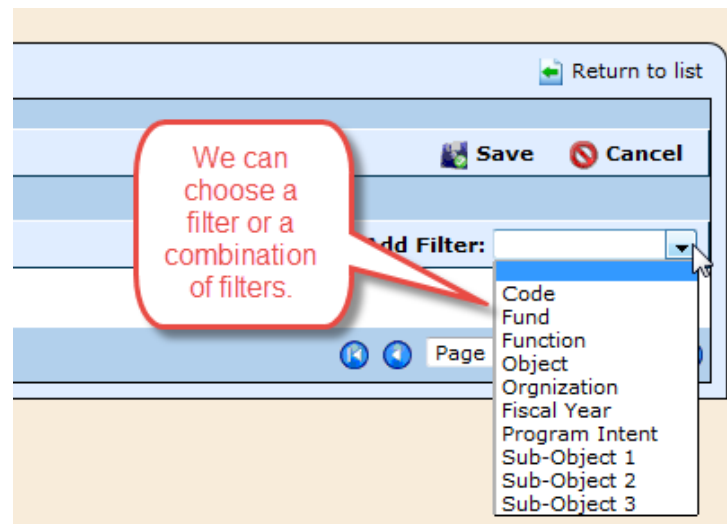 Return to list
We can
choose a
filter or a
combination
of filters.
Save Cancel
Add Filter:
Code
Fund
Function
Object
Orgnization
Fiscal Year
Program Intent
Sub-Object 1
Sub-Object 2
Sub-Object 3
Page